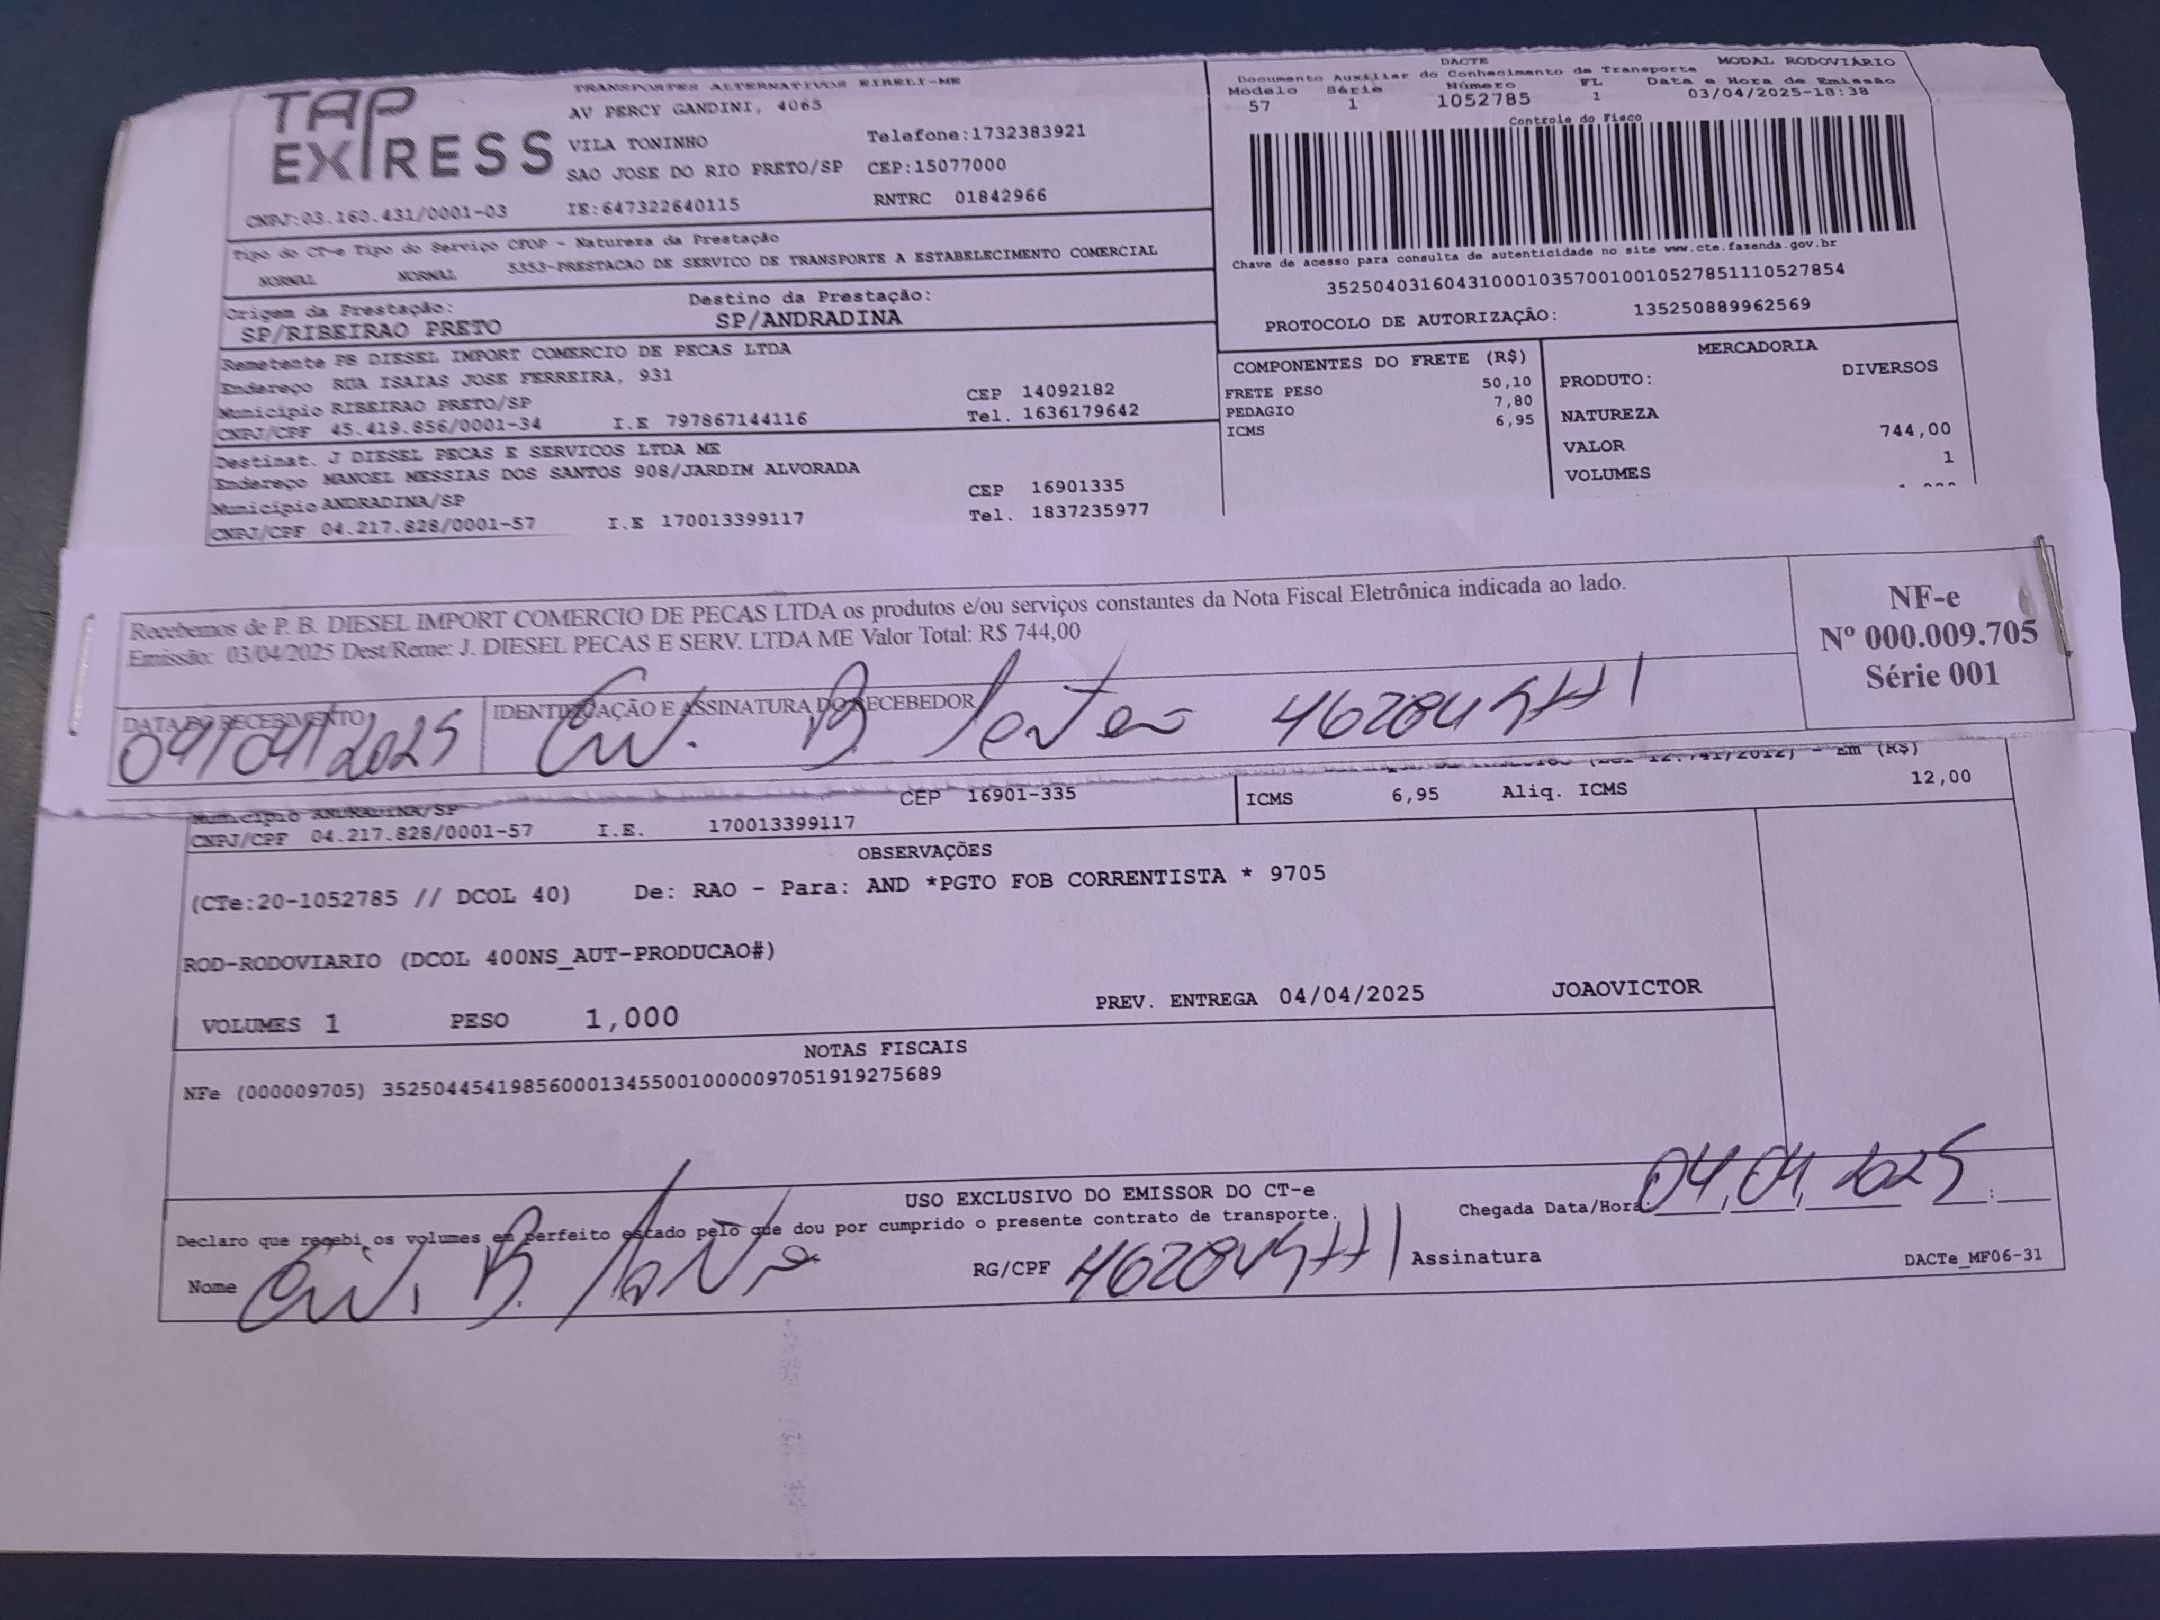 TAP EXPRESS
TRANSPORTES ALTERNATIVOS EIRELI-ME
AV PERCY GANDINI, 4065
VILA TONINHO Telefone:1732383921
SAO JOSE DO RIO PRETO/SP CEP:15077000
CNPJ:03.160.431/0001-03 IE:647322640115 RNTRC 01842966
Tipo do CT-e Tipo do Serviço CFOP - Natureza da Prestação
NORMAL NORMAL 5353-PRESTACAO DE SERVICO DE TRANSPORTE A ESTABELECIMENTO COMERCIAL
Origem da Prestação: Destino da Prestação:
SP/RIBEIRAO PRETO SP/ANDRADINA
Remetente PB DIESEL IMPORT COMERCIO DE PECAS LTDA
Endereço RUA ISAIAS JOSE FERREIRA, 931
Município RIBEIRAO PRETO/SP CEP 14092182
CNPJ/CPF 45.419.856/0001-34 I.E 797867144116 Tel. 1636179642
Destinat. J DIESEL PECAS E SERVICOS LTDA ME
Endereço MANOEL MESSIAS DOS SANTOS 908/JARDIM ALVORADA
Município ANDRADINA/SP CEP 16901335
CNPJ/CPF 04.217.828/0001-57 I.E 170013399117 Tel. 1837235977
DACTE MODAL RODOVIÁRIO
Documento Auxiliar do Conhecimento de Transporte
Modelo Série Número FL Data e Hora de Emissão
57 1 1052785 1 03/04/2025-18:38
Controle do Fisco
Chave de acesso para consulta de autenticidade no site www.cte.fazenda.gov.br
35250403160431000103570010010527851110527854
PROTOCOLO DE AUTORIZAÇÃO: 135250889962569
COMPONENTES DO FRETE (R$)
FRETE PESO 50,10
PEDAGIO 7,80
ICMS 6,95
MERCADORIA
PRODUTO: DIVERSOS
NATUREZA
VALOR 744,00
VOLUMES 1
Recebemos de P. B. DIESEL IMPORT COMERCIO DE PECAS LTDA os produtos e/ou serviços constantes da Nota Fiscal Eletrônica indicada ao lado.
Emissão: 03/04/2025 Dest/Reme: J. DIESEL PECAS E SERV. LTDA ME Valor Total: R$ 744,00
NF-e
Nº 000.009.705
Série 001
DATA DO RECEBIMENTO IDENTIFICAÇÃO E ASSINATURA DO RECEBEDOR
04/04/2025
Município ANDRADINA/SP CEP 16901-335
CNPJ/CPF 04.217.828/0001-57 I.E. 170013399117
12.741/2012) - Em (R$)
ICMS 6,95 Aliq. ICMS 12,00
OBSERVAÇÕES
(CTe:20-1052785 // DCOL 40) De: RAO - Para: AND *PGTO FOB CORRENTISTA * 9705
ROD-RODOVIARIO (DCOL 400NS_AUT-PRODUCAO#)
VOLUMES 1 PESO 1,000 PREV. ENTREGA 04/04/2025 JOAOVICTOR
NOTAS FISCAIS
NFe (000009705) 35250445419856000134550010000097051919275689
USO EXCLUSIVO DO EMISSOR DO CT-e
Declaro que recebi os volumes em perfeito estado pelo que dou por cumprido o presente contrato de transporte.
Chegada Data/Hora: 04/04/2025
Nome RG/CPF Assinatura
DACTe_MF06-31